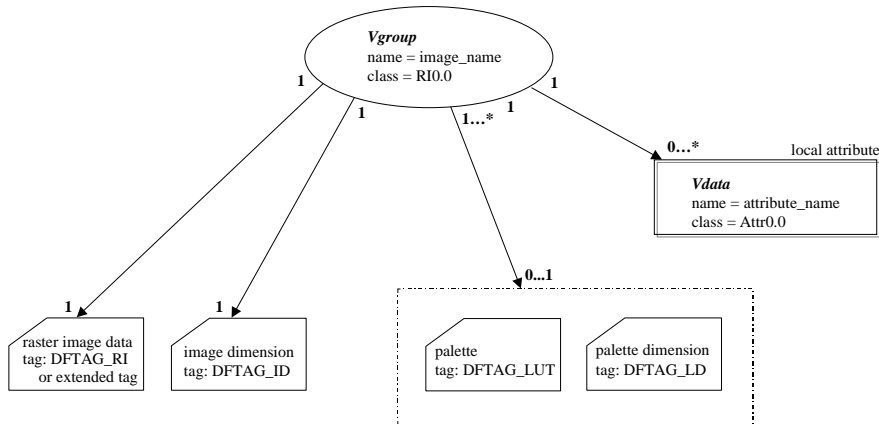 Vgroup
name = image_name
class = RI0.0
1
1
1...*
1
1
0...*
local attribute
Vdata
name = attribute_name
class = Attr0.0
1
1
0...1
raster image data
tag: DFTAG_RI
or extended tag
image dimension
tag: DFTAG_ID
palette
tag: DFTAG_LUT
palette dimension
tag: DFTAG_LD